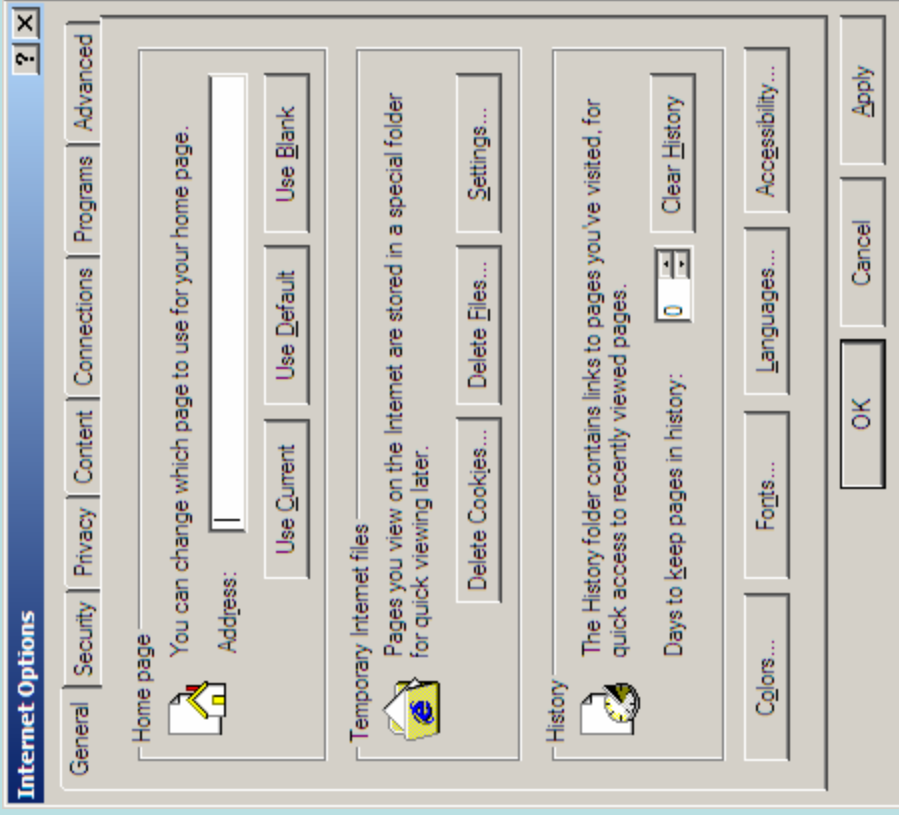 Internet Options
General Security Privacy Content Connections Programs Advanced
Home page
You can change which page to use for your home page.
Address:
Use Current Use Default Use Blank
Temporary Internet files
Pages you view on the Internet are stored in a special folder
for quick viewing later.
Delete Cookies... Delete Files... Settings...
History
The History folder contains links to pages you've visited, for
quick access to recently viewed pages.
Days to keep pages in history: 0 Clear History
Colors... Fonts... Languages... Accessibility...
OK Cancel Apply